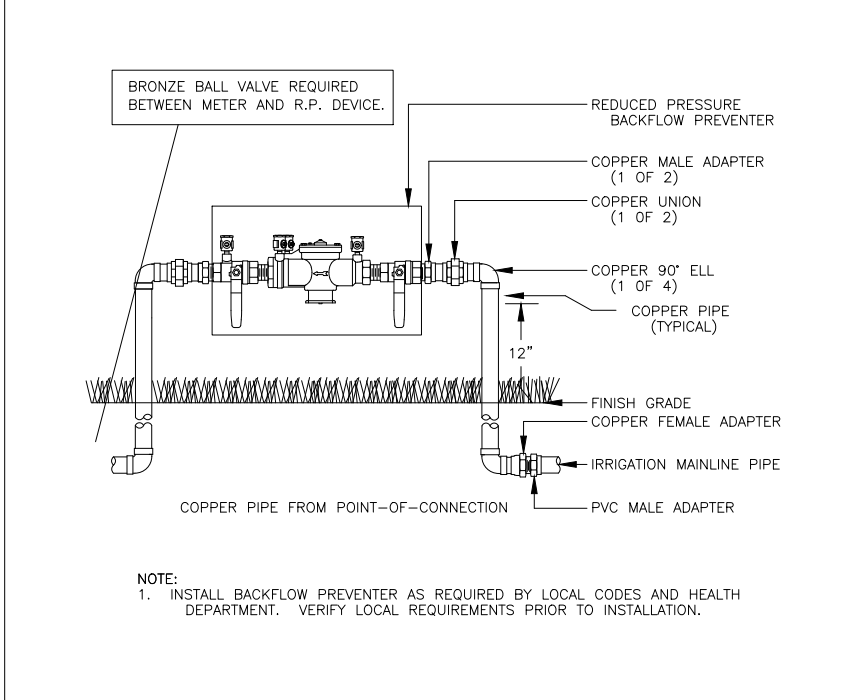 BRONZE BALL VALVE REQUIRED
BETWEEN METER AND R.P. DEVICE.
REDUCED PRESSURE
BACKFLOW PREVENTER
COPPER MALE ADAPTER
(1 OF 2)
COPPER UNION
(1 OF 2)
COPPER 90° ELL
(1 OF 4)
COPPER PIPE
(TYPICAL)
12"
FINISH GRADE
COPPER FEMALE ADAPTER
IRRIGATION MAINLINE PIPE
COPPER PIPE FROM POINT-OF-CONNECTION
PVC MALE ADAPTER
NOTE:
1. INSTALL BACKFLOW PREVENTER AS REQUIRED BY LOCAL CODES AND HEALTH
DEPARTMENT. VERIFY LOCAL REQUIREMENTS PRIOR TO INSTALLATION.